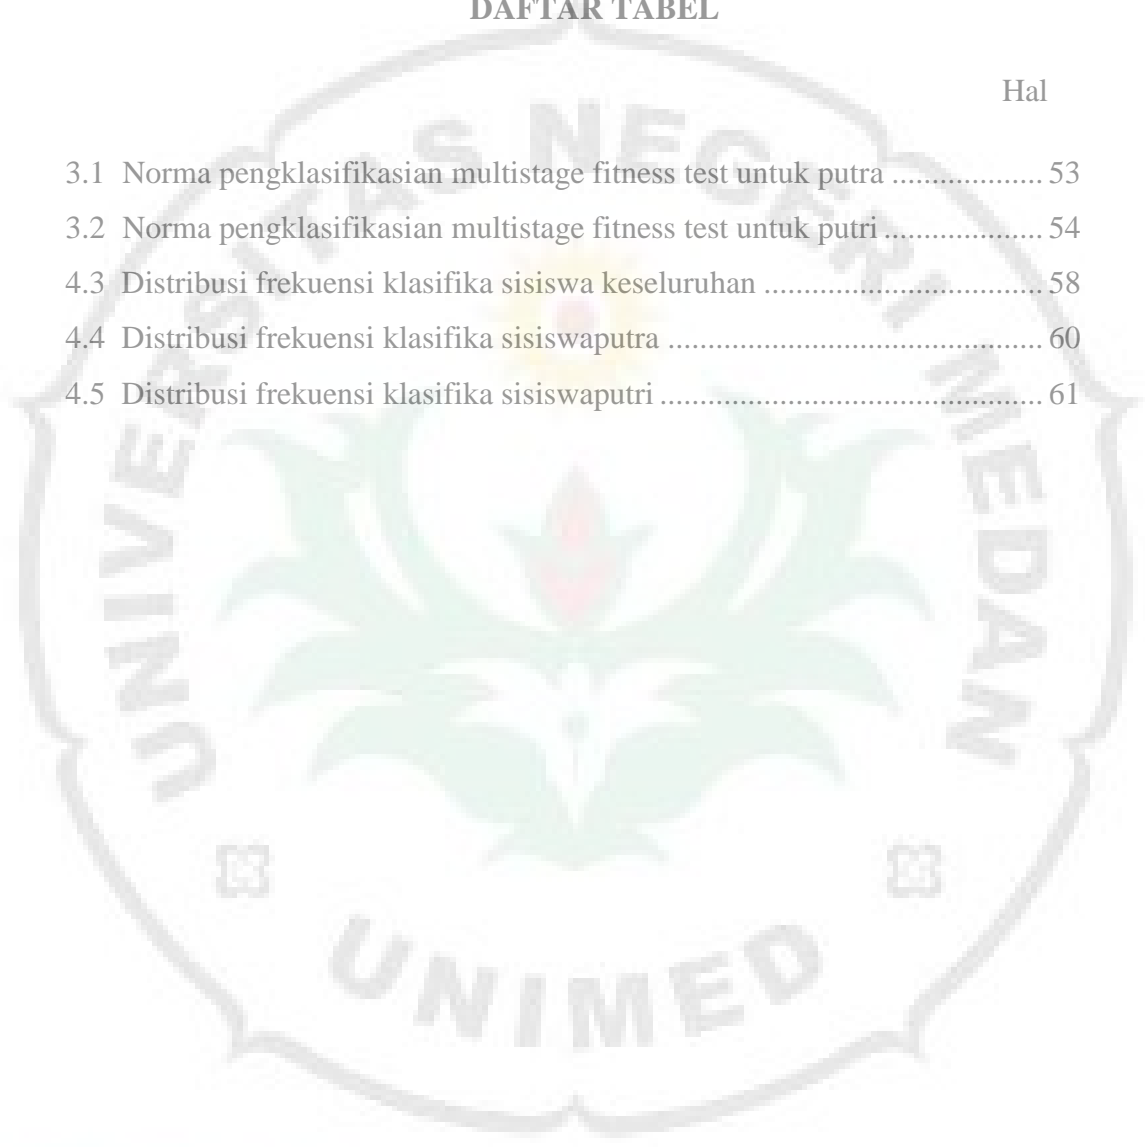 DAFTAR TABEL
Hal
3.1 Norma pengklasifikasian multistage fitness test untuk putra ................... 53
3.2 Norma pengklasifikasian multistage fitness test untuk putri .................... 54
4.3 Distribusi frekuensi klasifika sisiswa keseluruhan ................................... 58
4.4 Distribusi frekuensi klasifika sisiswaputra ............................................... 60
4.5 Distribusi frekuensi klasifika sisiswaputri ................................................ 61
UNIVERSITAS NEGERI MEDAN
UNIMED